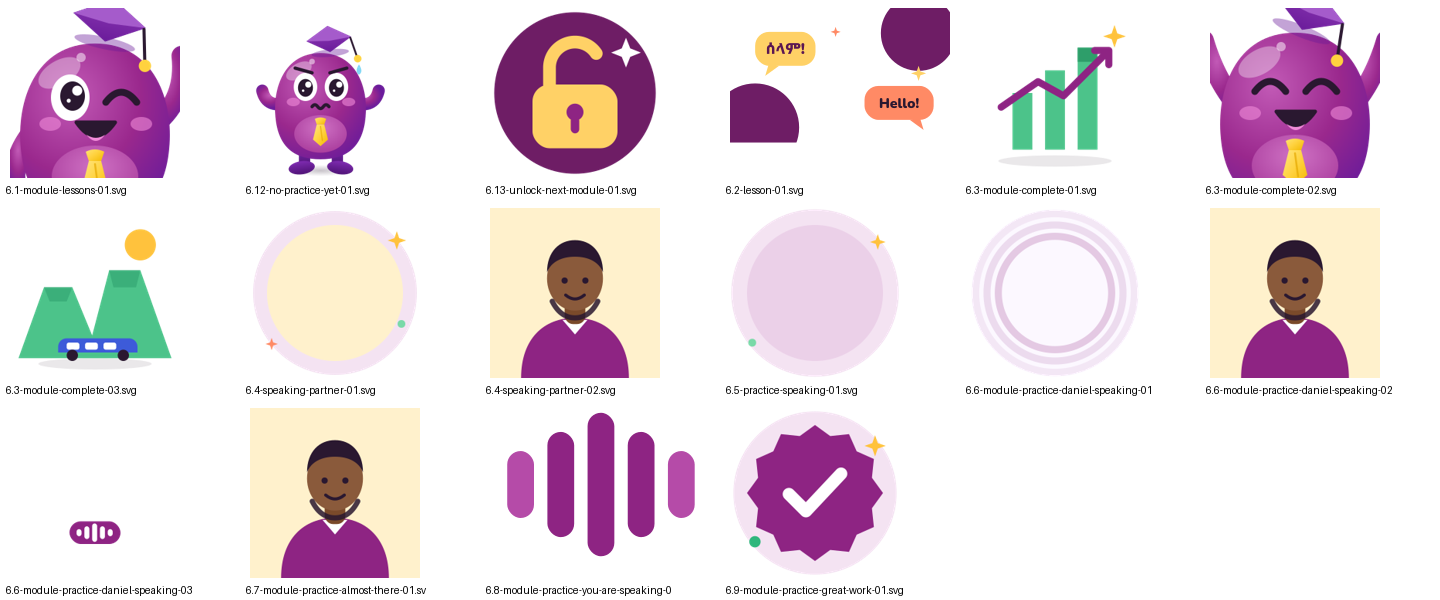 ሰላም!
Hello!
6.1-module-lessons-01.svg
6.12-no-practice-yet-01.svg
6.13-unlock-next-module-01.svg
6.2-lesson-01.svg
6.3-module-complete-01.svg
6.3-module-complete-02.svg
6.3-module-complete-03.svg
6.4-speaking-partner-01.svg
6.4-speaking-partner-02.svg
6.5-practice-speaking-01.svg
6.6-module-practice-daniel-speaking-01
6.6-module-practice-daniel-speaking-02
6.6-module-practice-daniel-speaking-03
6.7-module-practice-almost-there-01.sv
6.8-module-practice-you-are-speaking-0
6.9-module-practice-great-work-01.svg